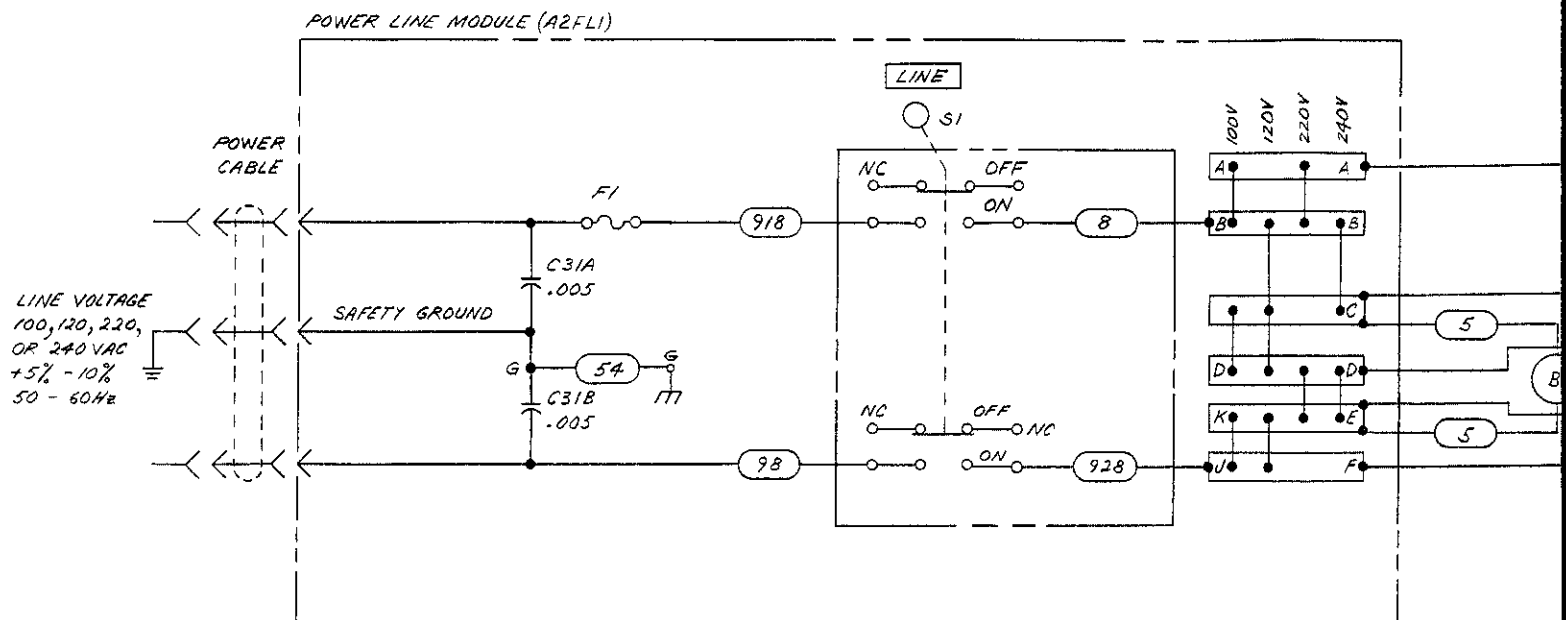 POWER LINE MODULE (A2FL1)
LINE
S1
100V
120V
220V
240V
POWER
CABLE
F1
918
NC
OFF
ON
8
A
A
B
B
C31A
.005
LINE VOLTAGE
100, 120, 220,
OR 240 VAC
+5% -10%
50 - 60Hz
SAFETY GROUND
C
5
G
54
G
D
D
B
C31B
.005
NC
OFF
NC
K
E
5
98
ON
928
J
F